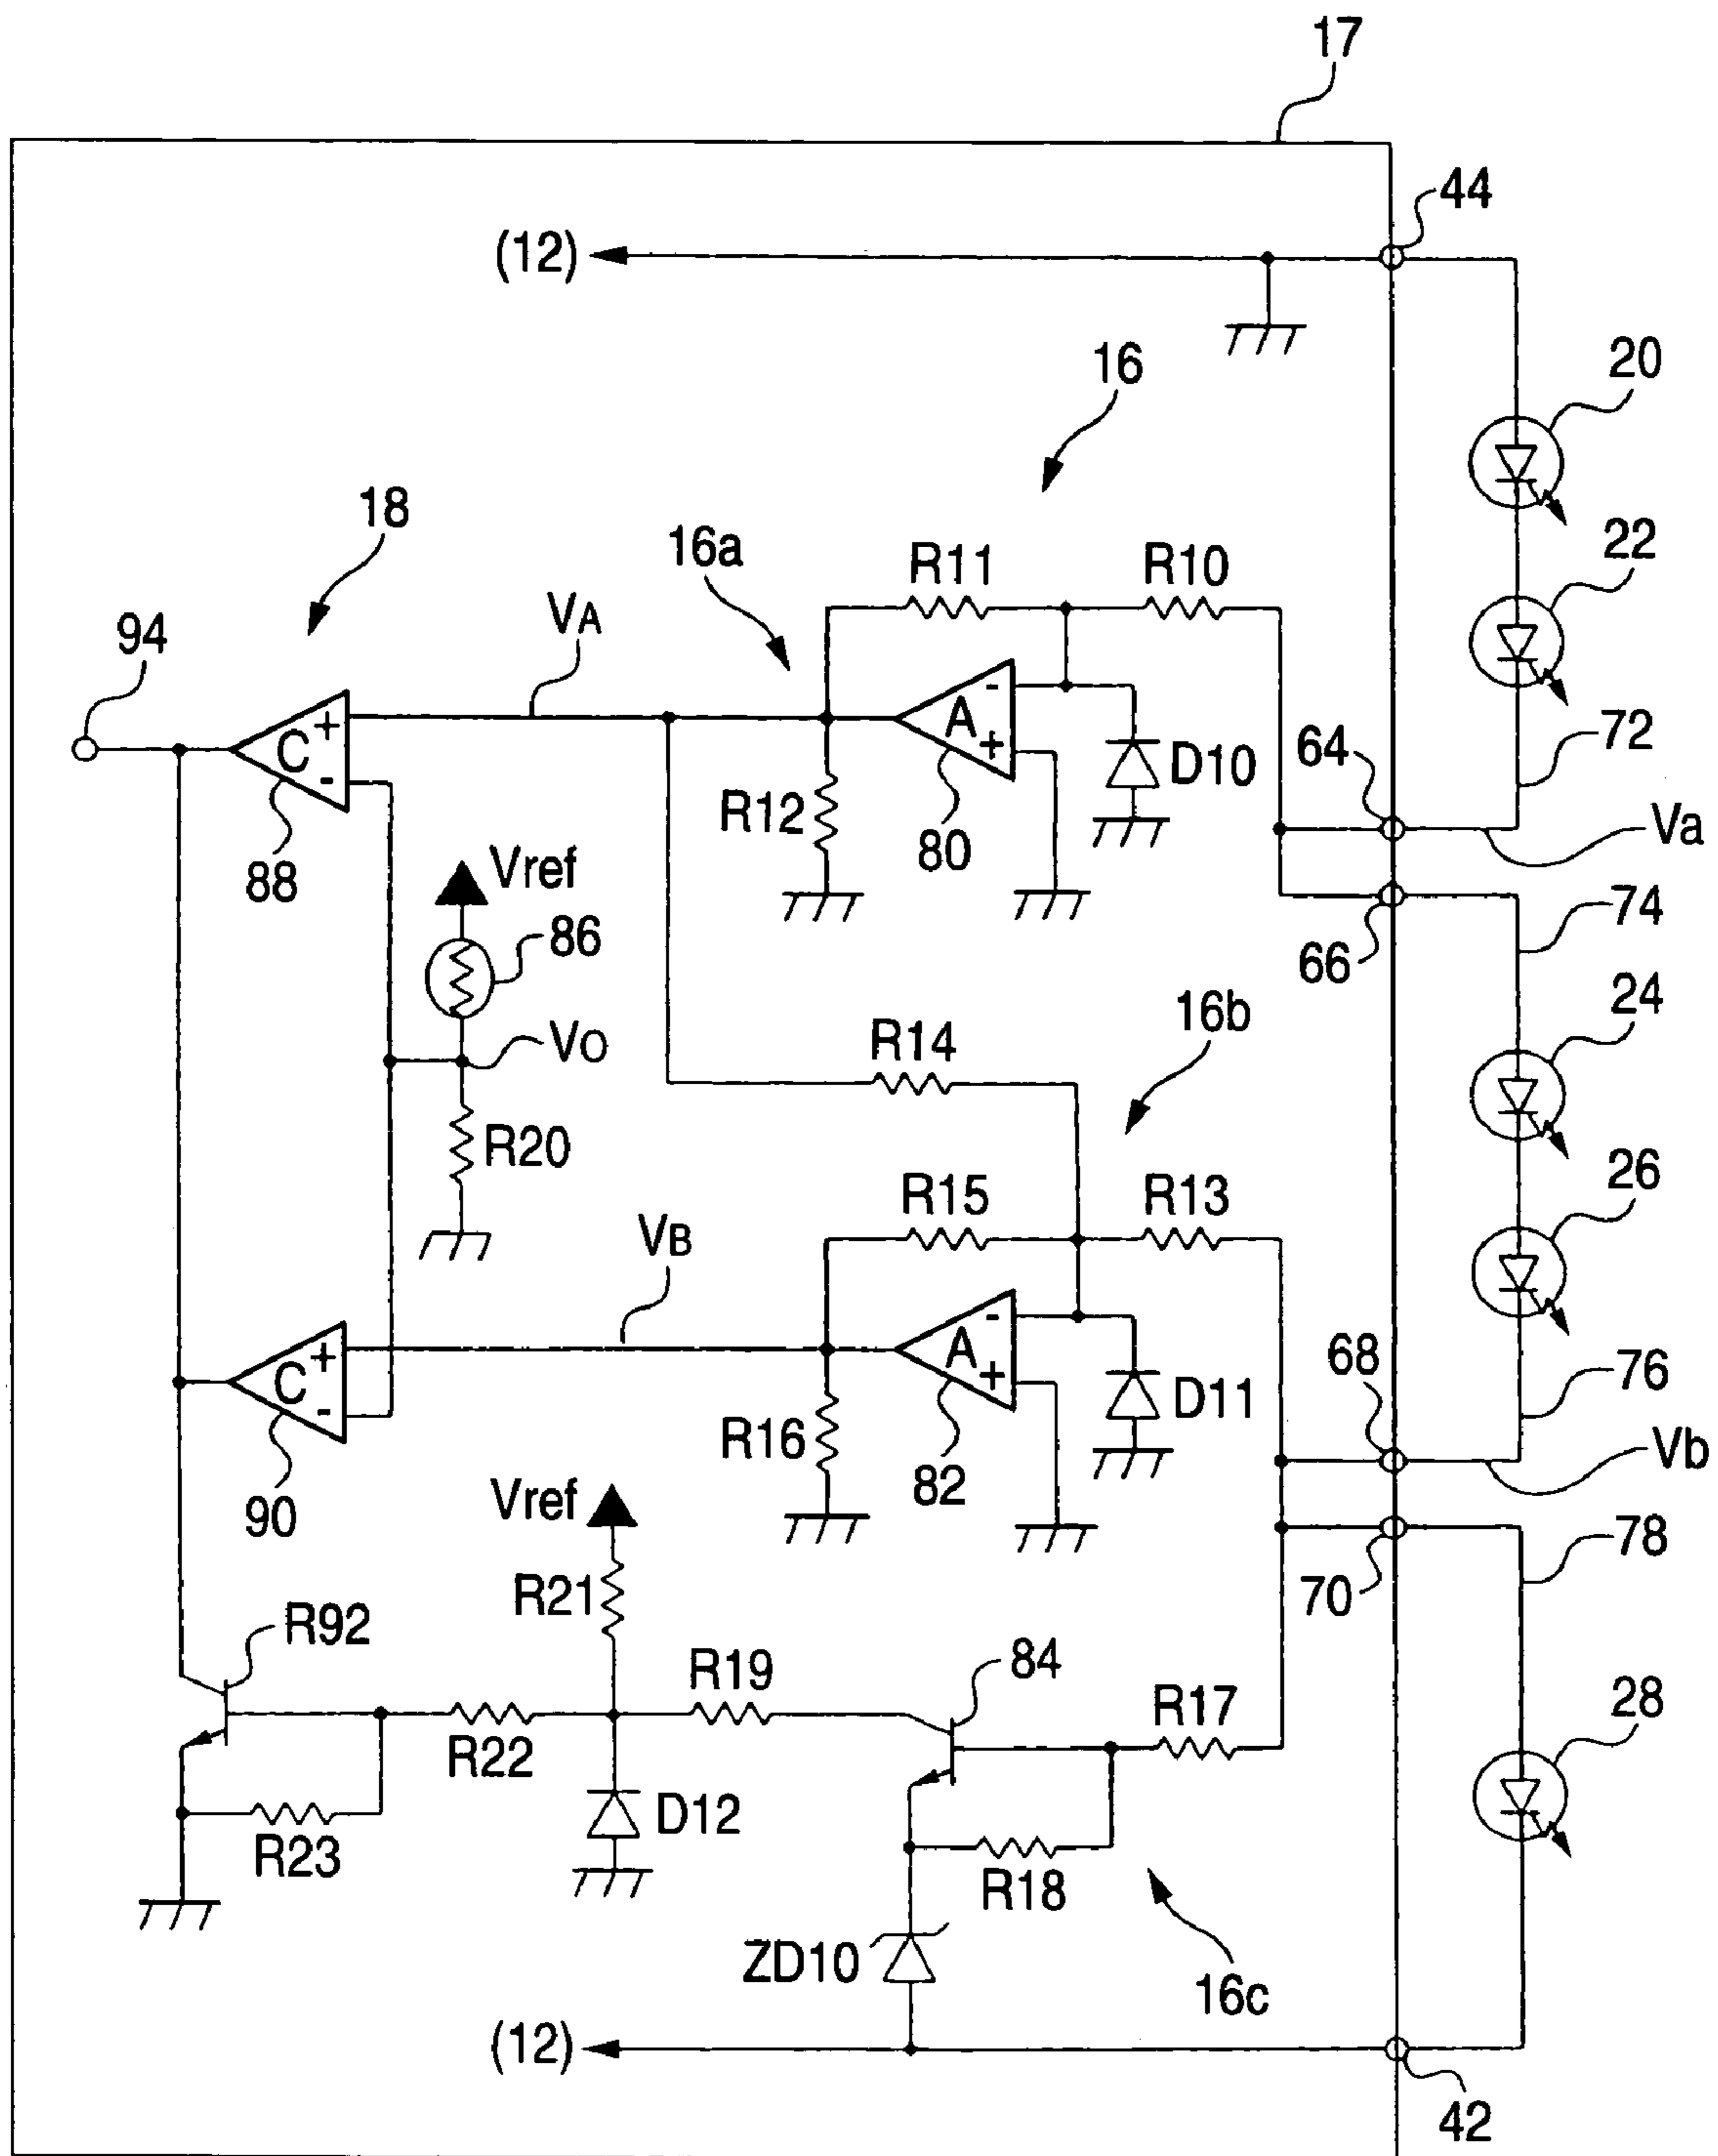 17
44
(12)
20
16
22
18
16a
R11
R10
94
VA
A
-
+
C
+
-
D10
64
72
R12
80
Va
88
Vref
86
66
74
16b
24
VO
R14
R20
26
R15
R13
VB
A
-
+
C
+
-
68
76
D11
R16
82
Vb
90
Vref
78
R21
70
R92
R19
84
R17
28
R22
D12
R23
R18
ZD10
16c
(12)
42